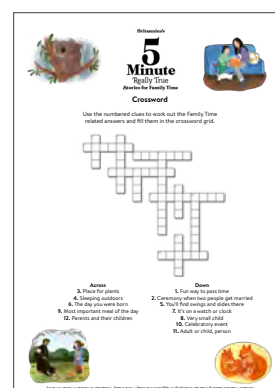 Britannica's
5
Minute
Really True
Stories for Family Time
Crossword
Use the numbered clues to work out the Family Time
related answers and fill them in the crossword grid.
Across
3. Place for plants
4. Sleeping outdoors
6. The day you were born
9. Most important meal of the day
12. Parents and their children
Down
1. Fun way to pass time
2. Ceremony when two people get married
5. You'll find swings and slides there
7. It's on a watch or clock
8. Very small child
10. Celebratory event
11. Adult or child, person